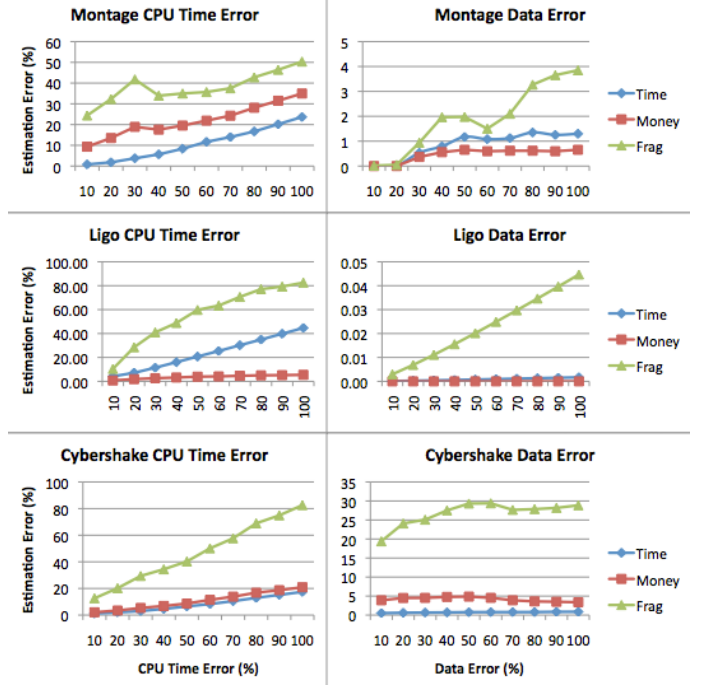 Montage CPU Time Error
Estimation Error (%)
60
50
40
30
20
10
0
10 20 30 40 50 60 70 80 90 100
Montage Data Error
5
4
3
2
1
0
10 20 30 40 50 60 70 80 90 100
Time
Money
Frag
Ligo CPU Time Error
Estimation Error (%)
100.00
80.00
60.00
40.00
20.00
0.00
10 20 30 40 50 60 70 80 90 100
Ligo Data Error
0.05
0.04
0.03
0.02
0.01
0.00
10 20 30 40 50 60 70 80 90 100
Time
Money
Frag
Cybershake CPU Time Error
Estimation Error (%)
100
80
60
40
20
0
10 20 30 40 50 60 70 80 90 100
CPU Time Error (%)
Cybershake Data Error
35
30
25
20
15
10
5
0
10 20 30 40 50 60 70 80 90 100
Data Error (%)
Time
Money
Frag